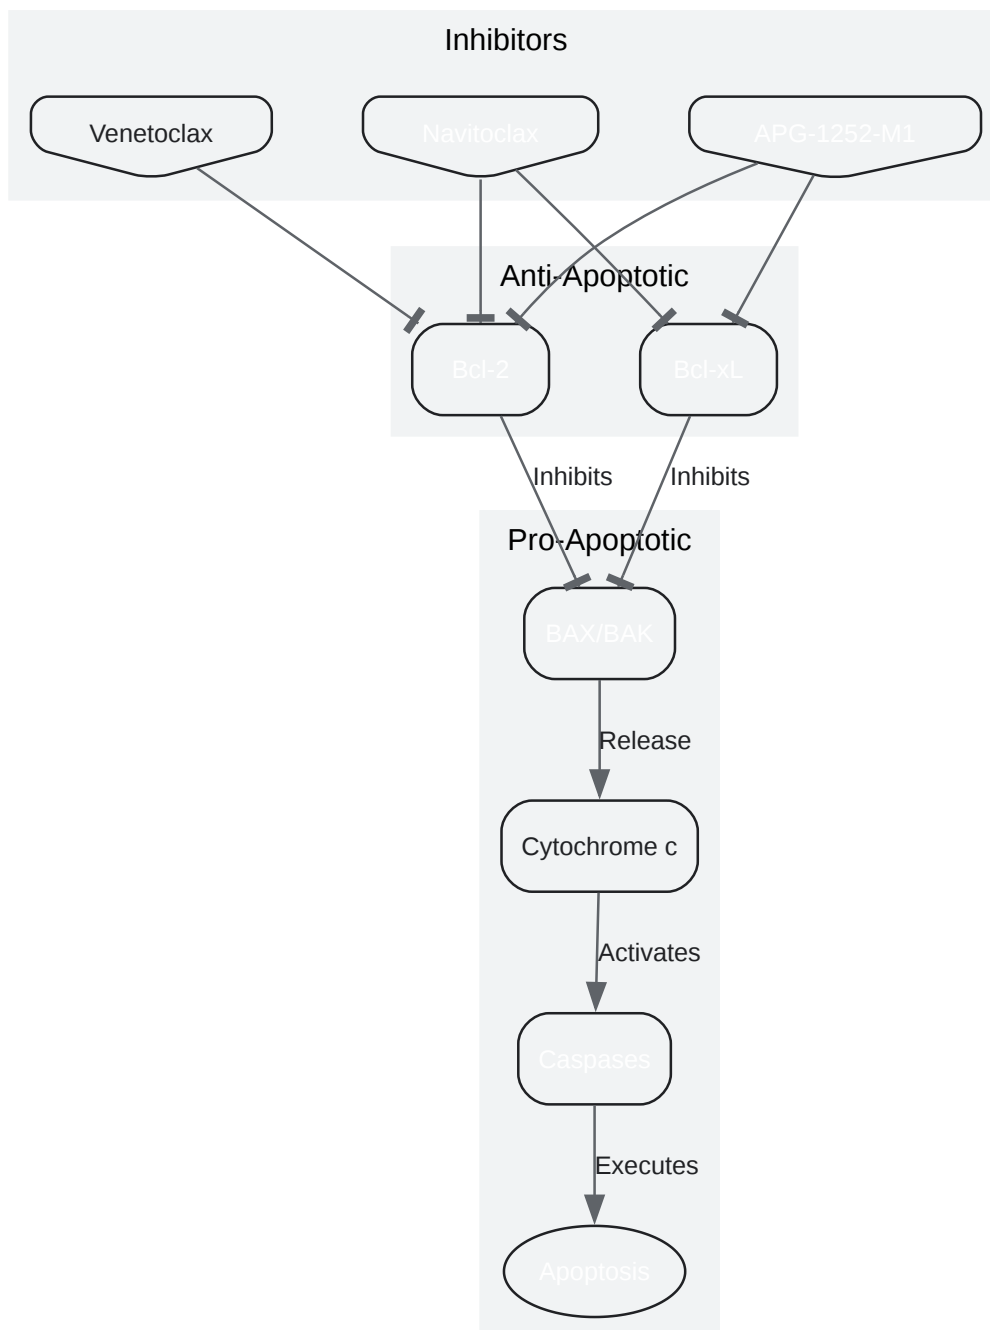 Inhibitors
Venetoclax
Navitoclax
APG-1252-M1
Anti-Apoptotic
Bcl-2
Bcl-xL
Inhibits
Inhibits
Pro-Apoptotic
BAX/BAK
Release
Cytochrome c
Activates
Caspases
Executes
Apoptosis